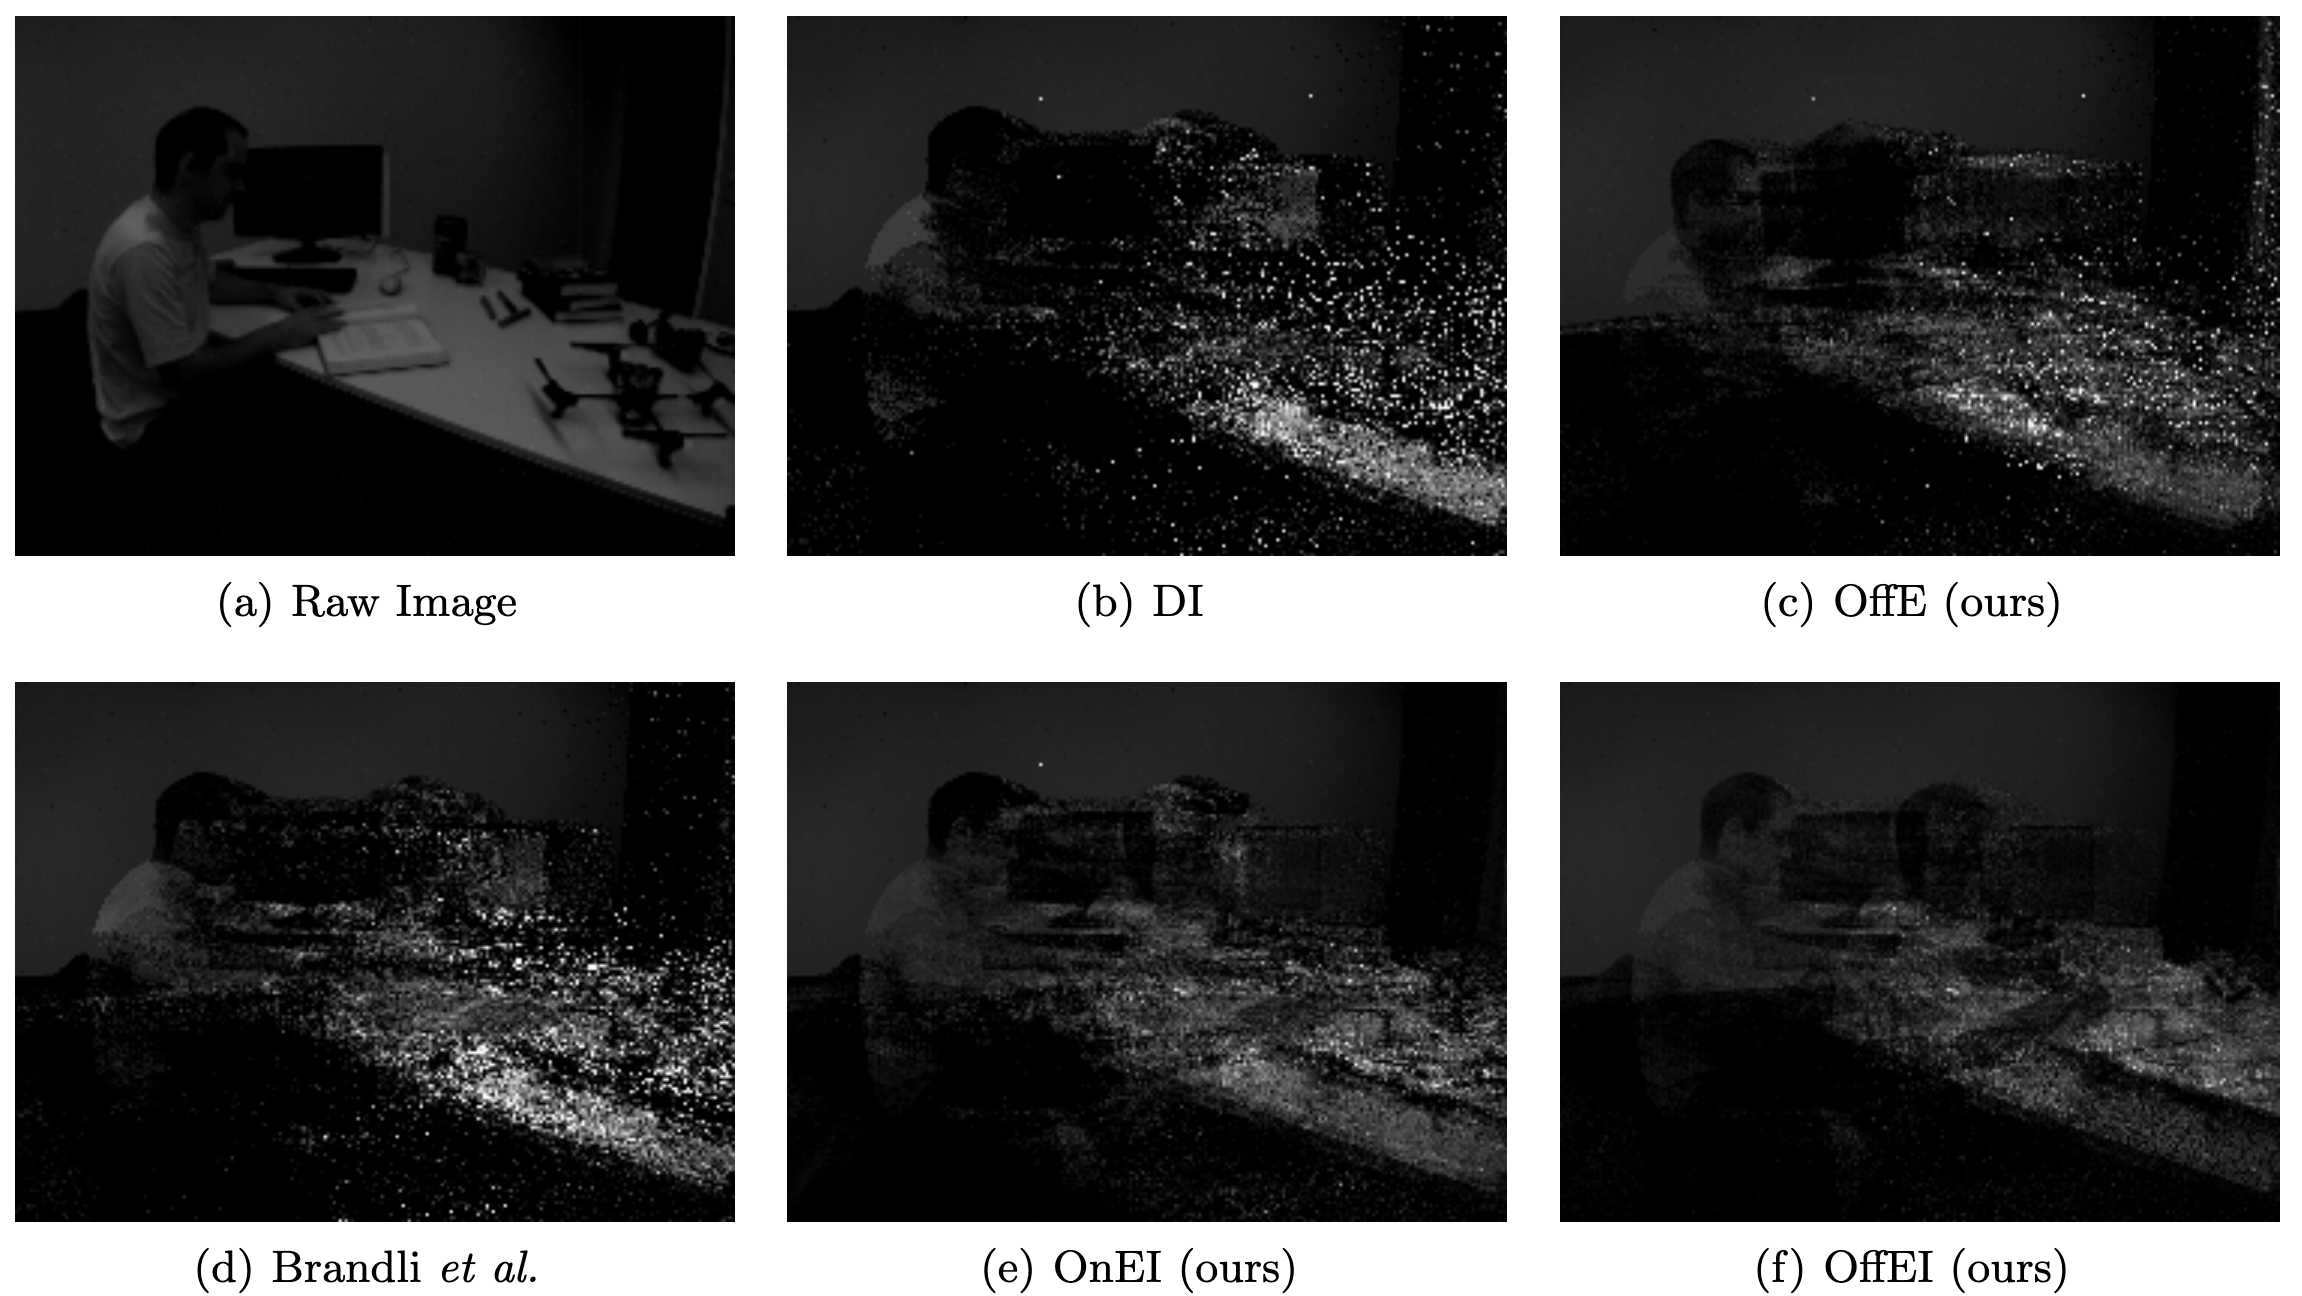 (a) Raw Image
(b) DI
(c) OffE (ours)
(d) Brandli et al.
(e) OnEI (ours)
(f) OffEI (ours)